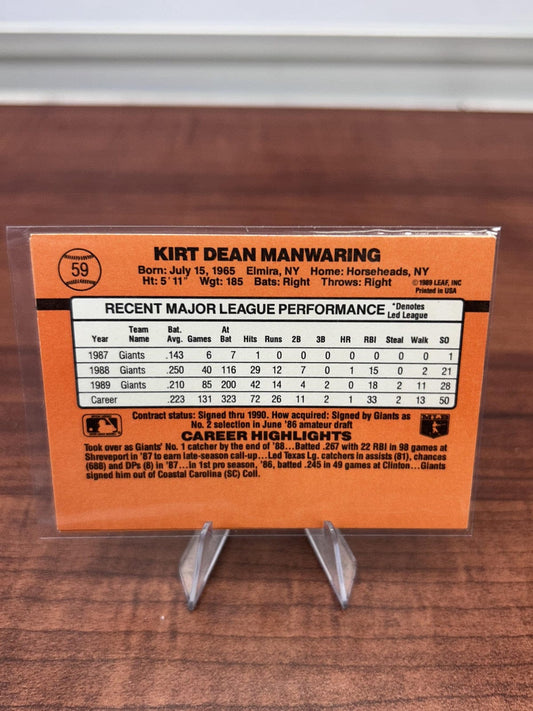 59
KIRT DEAN MANWARING
Born: July 15, 1965 Elmira, NY Home: Horseheads, NY
Ht: 5' 11" Wgt: 185 Bats: Right Throws: Right
©1989 LEAF, INC
Printed in USA
RECENT MAJOR LEAGUE PERFORMANCE *Denotes Led League
Year Team Name Bat. Avg. Games At Bat Hits Runs 2B 3B HR RBI Steal Walk SO
1987 Giants .143 6 7 1 0 0 0 0 0 0 0 1
1988 Giants .250 40 116 29 12 7 0 1 15 0 2 21
1989 Giants .210 85 200 42 14 4 2 0 18 2 11 28
Career .223 131 323 72 26 11 2 1 33 2 13 50
Contract status: Signed thru 1990. How acquired: Signed by Giants as
No. 2 selection in June '86 amateur draft
CAREER HIGHLIGHTS
Took over as Giants' No. 1 catcher by the end of '88...Batted .267 with 22 RBI in 98 games at
Shreveport in '87 to earn late-season call-up...Led Texas Lg. catchers in assists (81), chances
(688) and DPs (8) in '87...In 1st pro season, '86, batted .245 in 49 games at Clinton...Giants
signed him out of Coastal Carolina (SC) Coll.